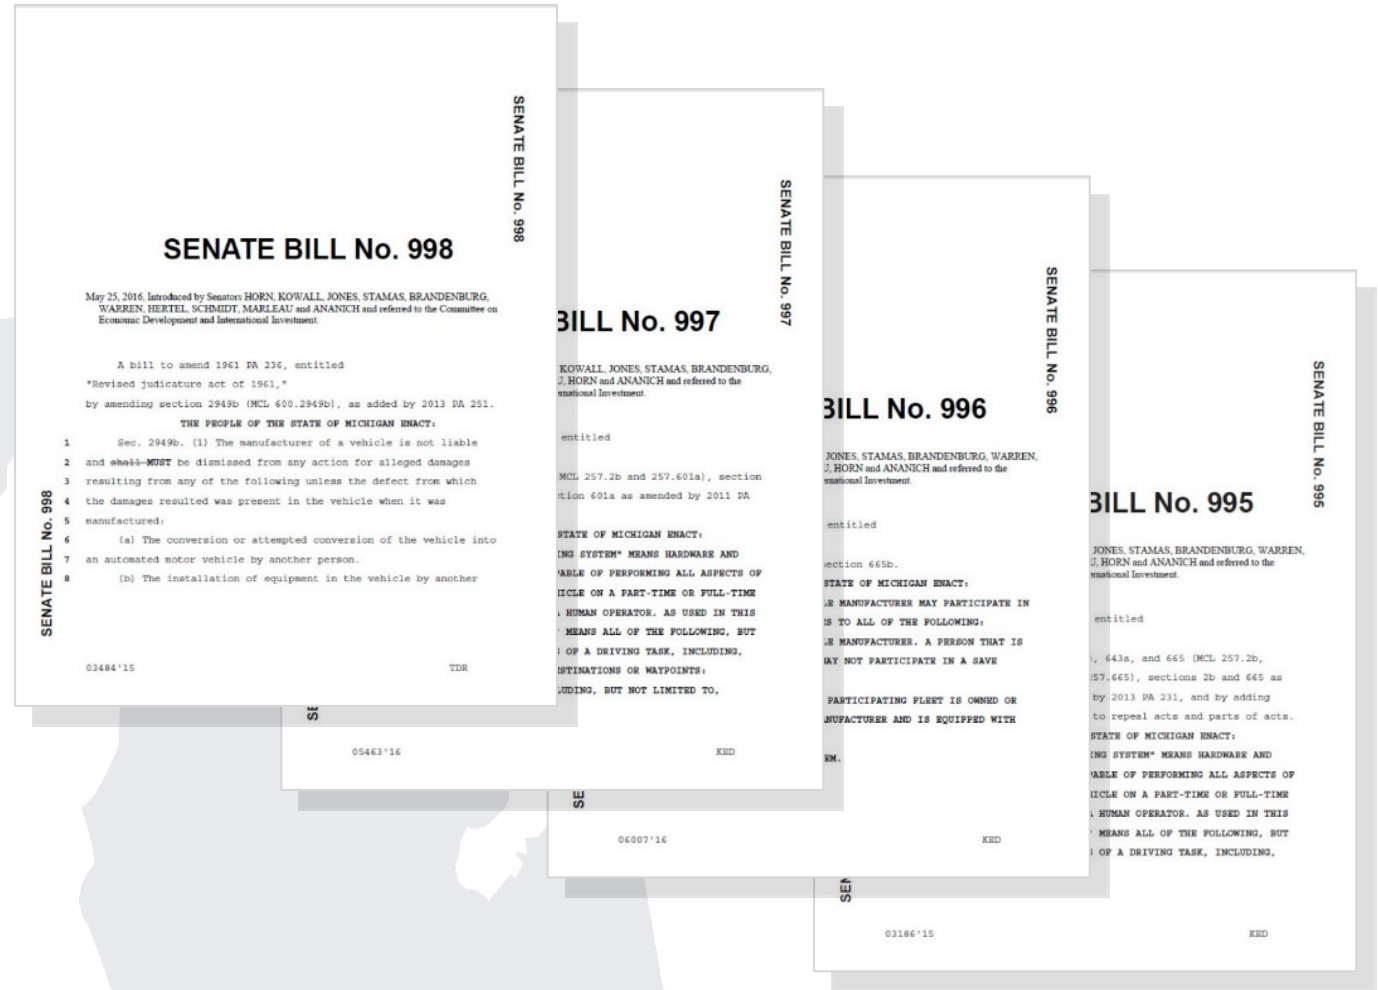 SENATE BILL No. 998
SENATE BILL No. 998
May 25, 2016, Introduced by Senators HORN, KOWALL, JONES, STAMAS, BRANDENBURG,
WARREN, HERTEL, SCHMIDT, MARLEAU and ANANICH and referred to the Committee on
Economic Development and International Investment.
A bill to amend 1961 PA 236, entitled
"Revised judicature act of 1961,"
by amending section 2949b (MCL 600.2949b), as added by 2013 PA 251.
THE PEOPLE OF THE STATE OF MICHIGAN ENACT:
1 Sec. 2949b. (1) The manufacturer of a vehicle is not liable
2 and shall MUST be dismissed from any action for alleged damages
3 resulting from any of the following unless the defect from which
4 the damages resulted was present in the vehicle when it was
5 manufactured:
6 (a) The conversion or attempted conversion of the vehicle into
7 an automated motor vehicle by another person.
8 (b) The installation of equipment in the vehicle by another
SENATE BILL No. 998
03484'15 TDR
SENATE BILL No. 997
BILL No. 997
KOWALL, JONES, STAMAS, BRANDENBURG,
HORN and ANANICH and referred to the
Investment.
entitled
(MCL 257.2b and 257.601a), section
601a as amended by 2011 PA
STATE OF MICHIGAN ENACT:
SYSTEM" MEANS HARDWARE AND
OF PERFORMING ALL ASPECTS OF
ON A PART-TIME OR FULL-TIME
HUMAN OPERATOR. AS USED IN THIS
MEANS ALL OF THE FOLLOWING, BUT
OF A DRIVING TASK, INCLUDING,
OR WAYPOINTS:
BUT NOT LIMITED TO,
SE
05463'16 KED
SENATE BILL No. 996
BILL No. 996
JONES, STAMAS, BRANDENBURG, WARREN,
HORN and ANANICH and referred to the
Investment.
entitled
section 665b.
STATE OF MICHIGAN ENACT:
MANUFACTURER MAY PARTICIPATE IN
TO ALL OF THE FOLLOWING:
MANUFACTURER. A PERSON THAT IS
MAY NOT PARTICIPATE IN A SAVE
PARTICIPATING FLEET IS OWNED OR
MANUFACTURER AND IS EQUIPPED WITH
EM.
SE
06007'16 KED
SENATE BILL No. 995
BILL No. 995
JONES, STAMAS, BRANDENBURG, WARREN,
HORN and ANANICH and referred to the
Investment.
entitled
, 643a, and 665 (MCL 257.2b,
257.665), sections 2b and 665 as
by 2013 PA 231, and by adding
to repeal acts and parts of acts.
STATE OF MICHIGAN ENACT:
SYSTEM" MEANS HARDWARE AND
OF PERFORMING ALL ASPECTS OF
ON A PART-TIME OR FULL-TIME
HUMAN OPERATOR. AS USED IN THIS
MEANS ALL OF THE FOLLOWING, BUT
OF A DRIVING TASK, INCLUDING,
SEN
03186'15 KED